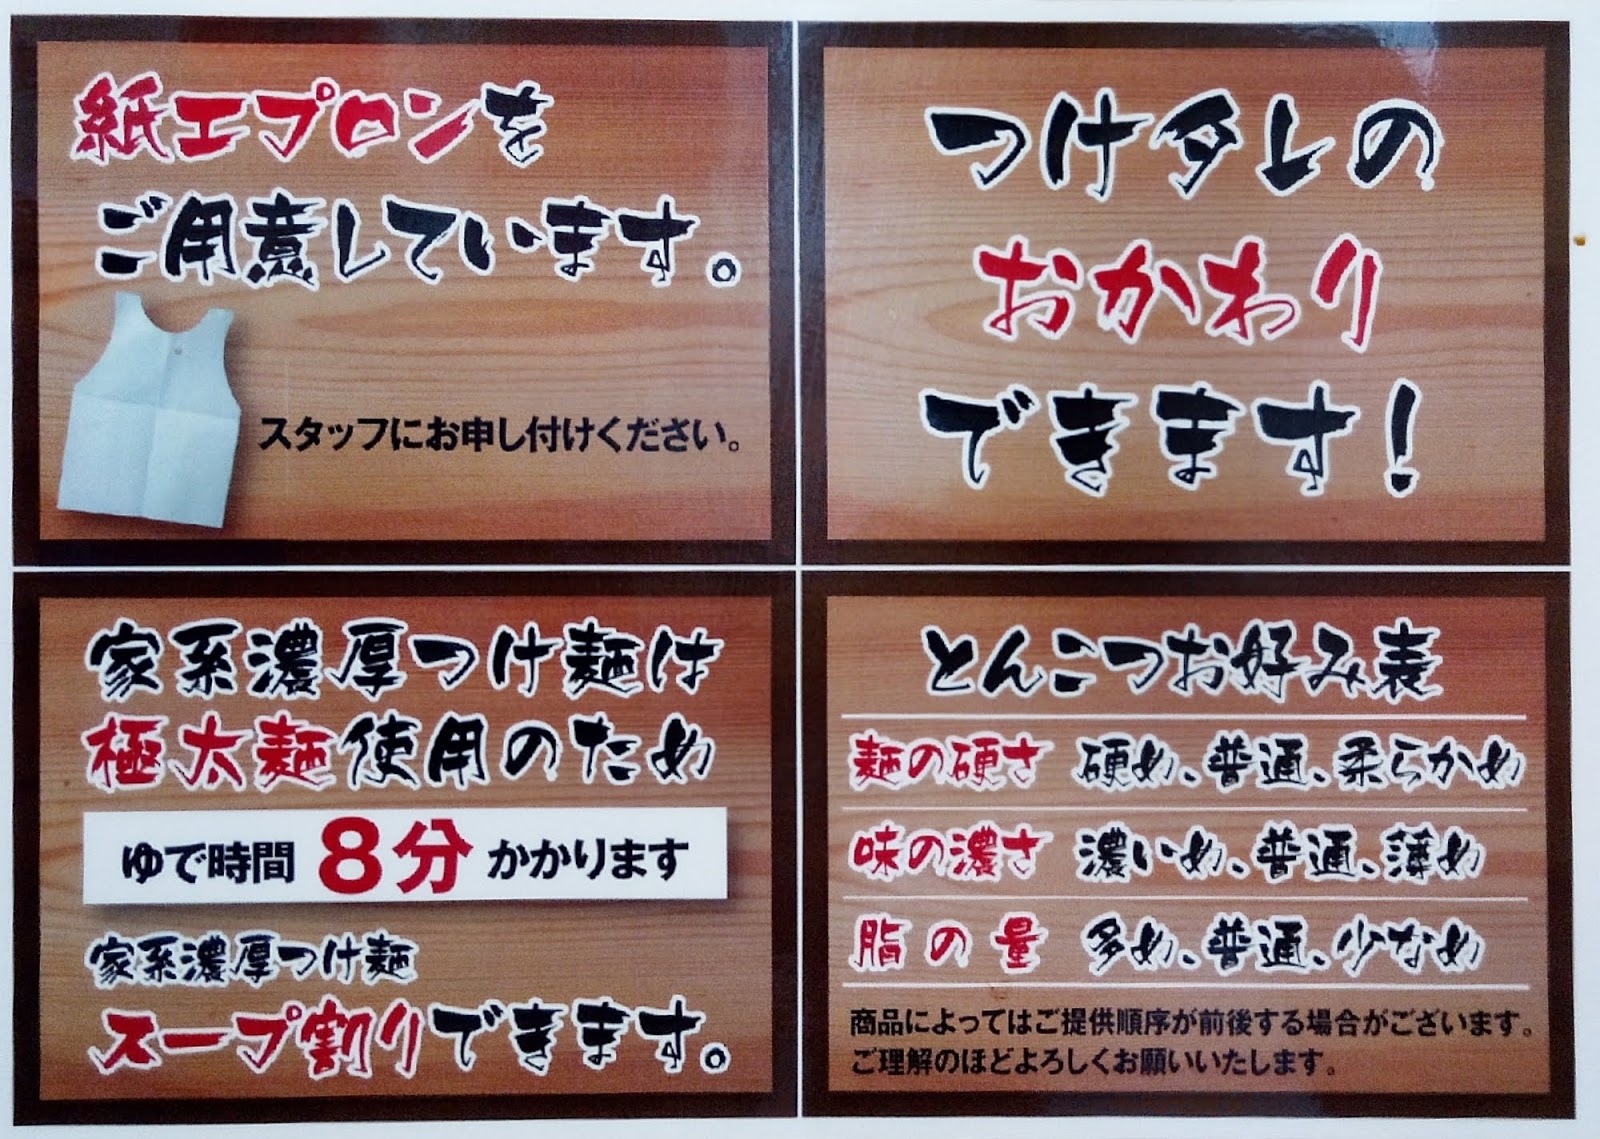 紙エプロンを
ご用意しています。
スタッフにお申し付けください。
つけタレの
おかわり
できます!
家系濃厚つけ麺は
極太麺使用のため
ゆで時間 8分 かかります
家系濃厚つけ麺
スープ割りできます。
とんこつお好み表
麺の硬さ 硬め、普通、柔らかめ
味の濃さ 濃いめ、普通、薄め
脂の量 多め、普通、少なめ
商品によってはご提供順序が前後する場合がございます。
ご理解のほどよろしくお願いいたします。